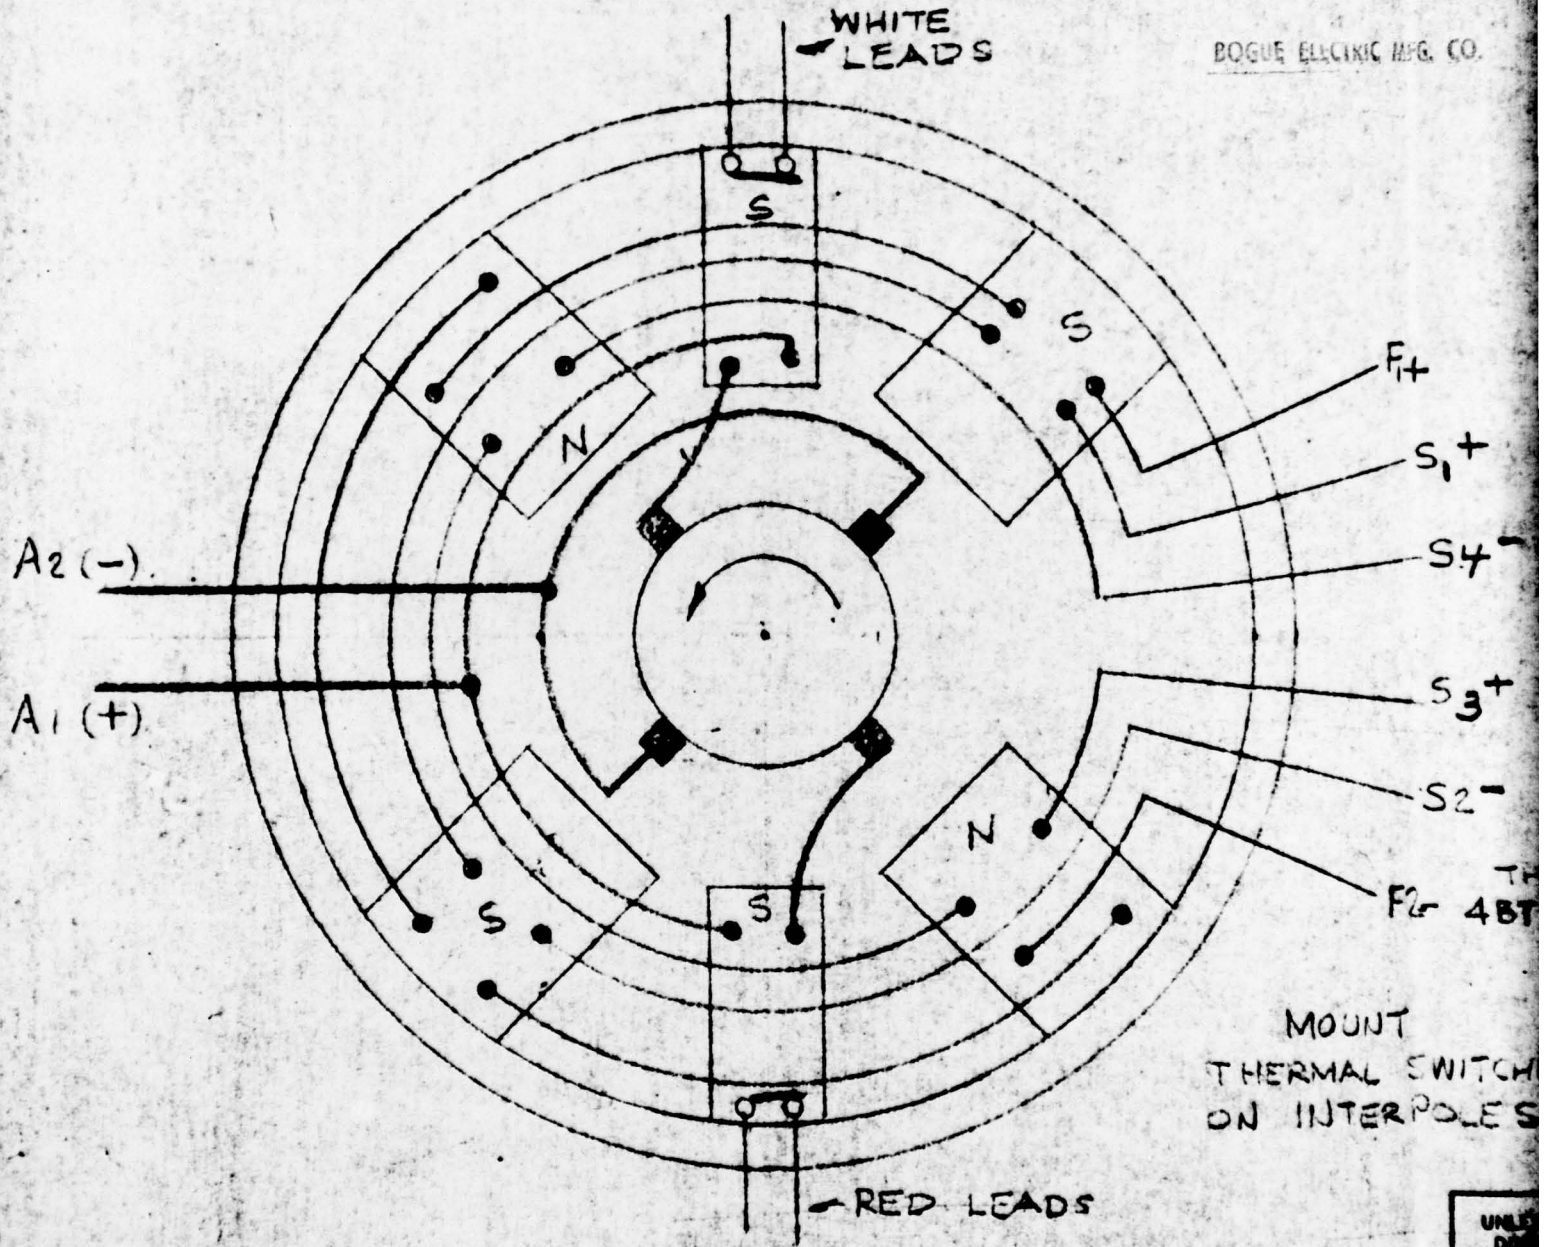 WHITE
LEADS
BOGUE ELECTRIC MFG. CO.
S
S
N
F1+
S1+
S4-
A2 (-)
A1 (+)
S3+
S2-
F2-
N
S
S
4BT
MOUNT
THERMAL SWITCH
ON INTERPOLES
RED LEADS